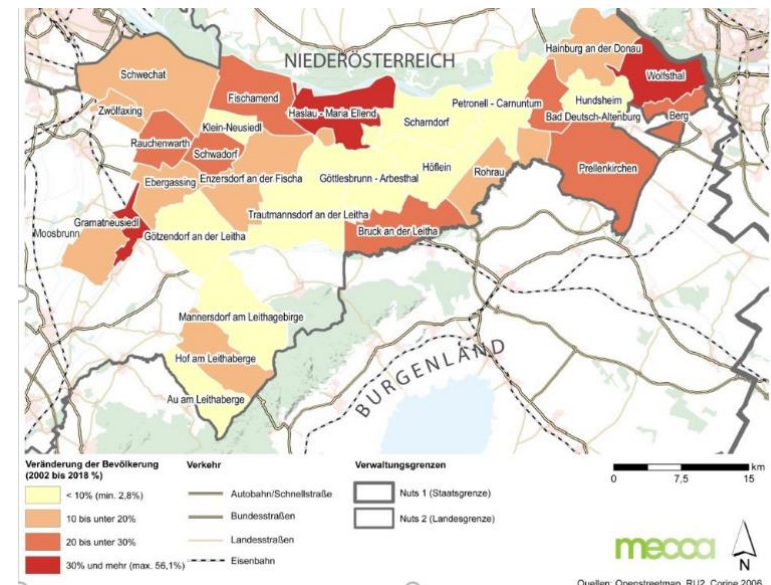 NIEDERÖSTERREICH
Hainburg an der Donau
Schwechat
Wolfsthal
Fischamend
Zwölfaxing
Haslau - Maria Ellend
Petronell - Carnuntum
Hundsheim
Klein-Neusiedl
Scharndorf
Bad Deutsch-Altenburg
Berg
Rauchenwarth
Schwadorf
Höflein
Prellenkirchen
Rohrau
Ebergassing
Enzersdorf an der Fischa
Göttlesbrunn - Arbesthal
Trautmannsdorf an der Leitha
Gramatneusiedl
Moosbrunn
Götzendorf an der Leitha
Bruck an der Leitha
Mannersdorf am Leithagebirge
Hof am Leithaberge
BURGENLAND
Au am Leithaberge
Veränderung der Bevölkerung
(2002 bis 2018 %)
< 10% (min. 2,8%)
10 bis unter 20%
20 bis unter 30%
30% und mehr (max. 56,1%)
Verkehr
Autobahn/Schnellstraße
Bundesstraßen
Landesstraßen
Eisenbahn
Verwaltungsgrenzen
Nuts 1 (Staatsgrenze)
Nuts 2 (Landesgrenze)
km
0 7,5 15
mecca
N
Quellen: Openstreetmap, RU2, Corine 2006